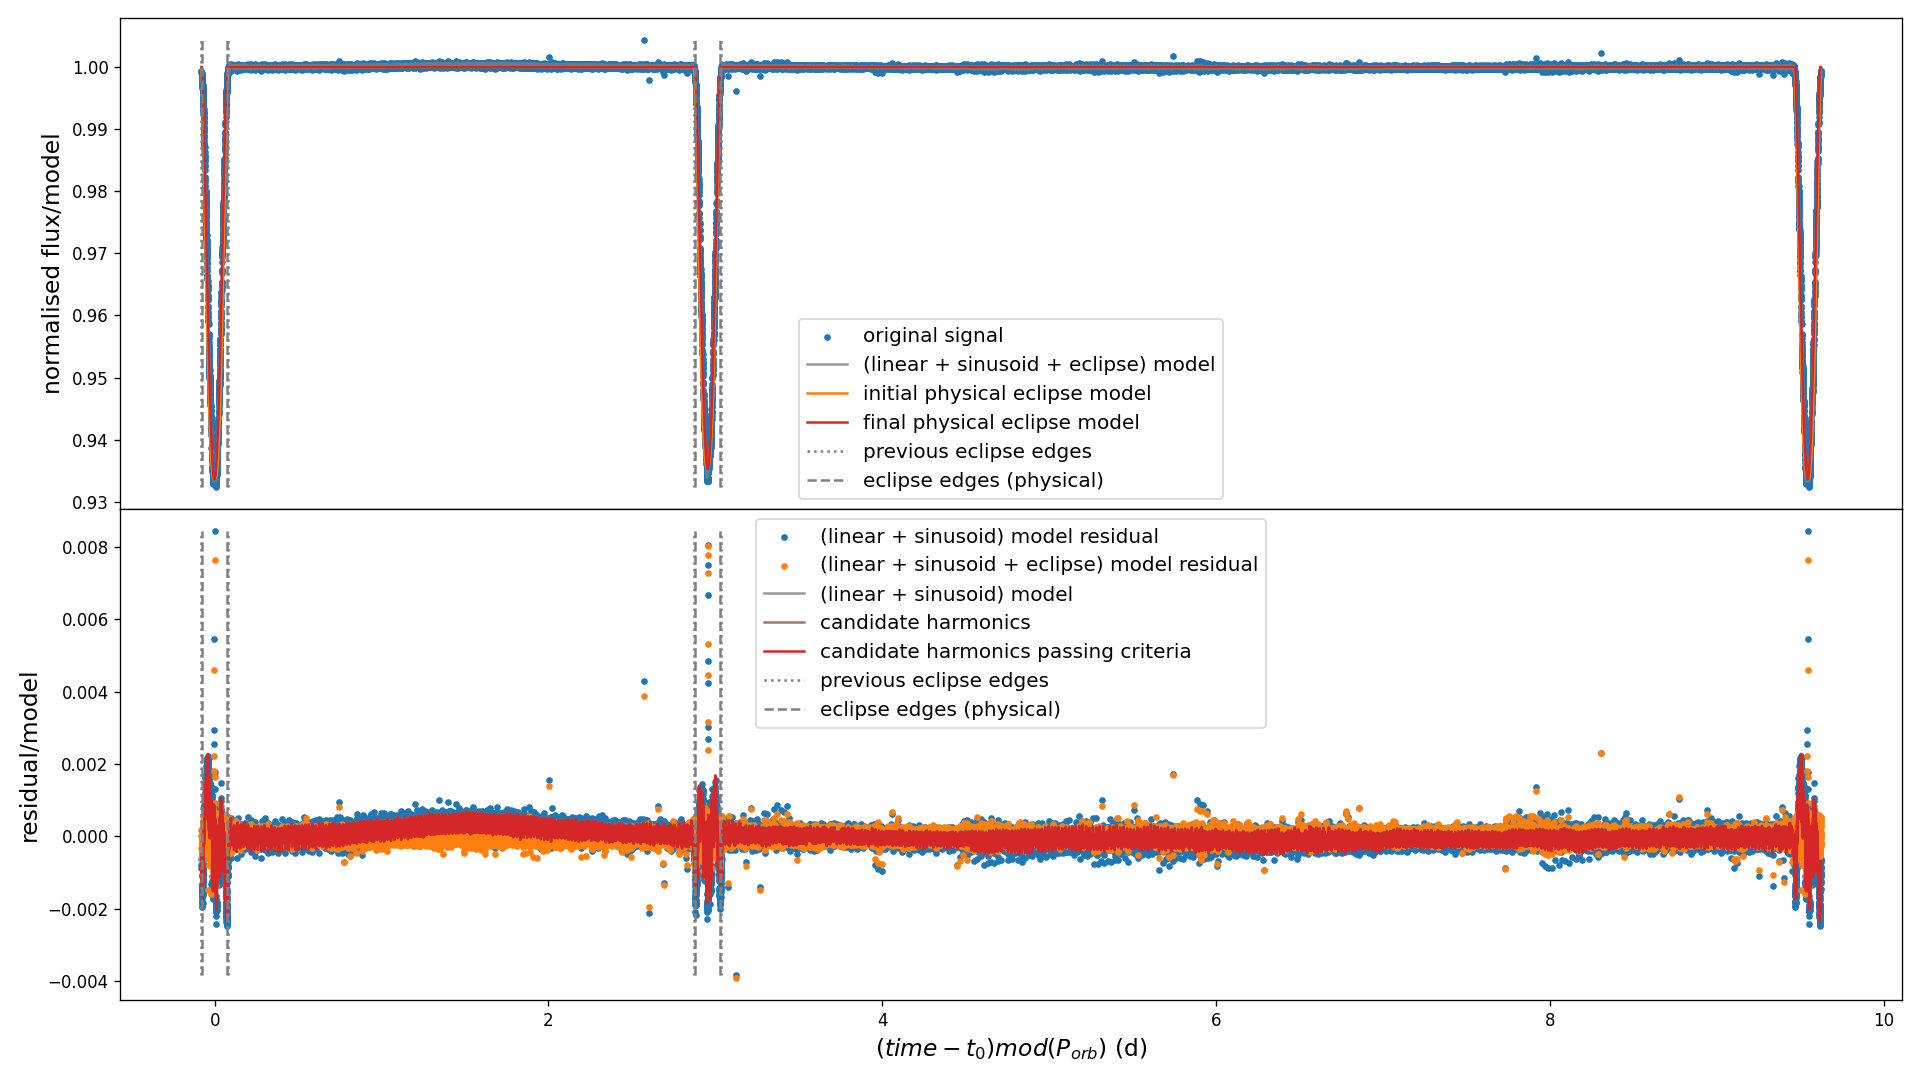 normalised flux/model
1.00
0.99
0.98
0.97
0.96
0.95
0.94
0.93
original signal
(linear + sinusoid + eclipse) model
initial physical eclipse model
final physical eclipse model
previous eclipse edges
eclipse edges (physical)
residual/model
0.008
0.006
0.004
0.002
0.000
−0.002
−0.004
(linear + sinusoid) model residual
(linear + sinusoid + eclipse) model residual
(linear + sinusoid) model
candidate harmonics
candidate harmonics passing criteria
previous eclipse edges
eclipse edges (physical)
0 2 4 6 8 10
(time − t₀)mod(Pₒᵣᵦ) (d)